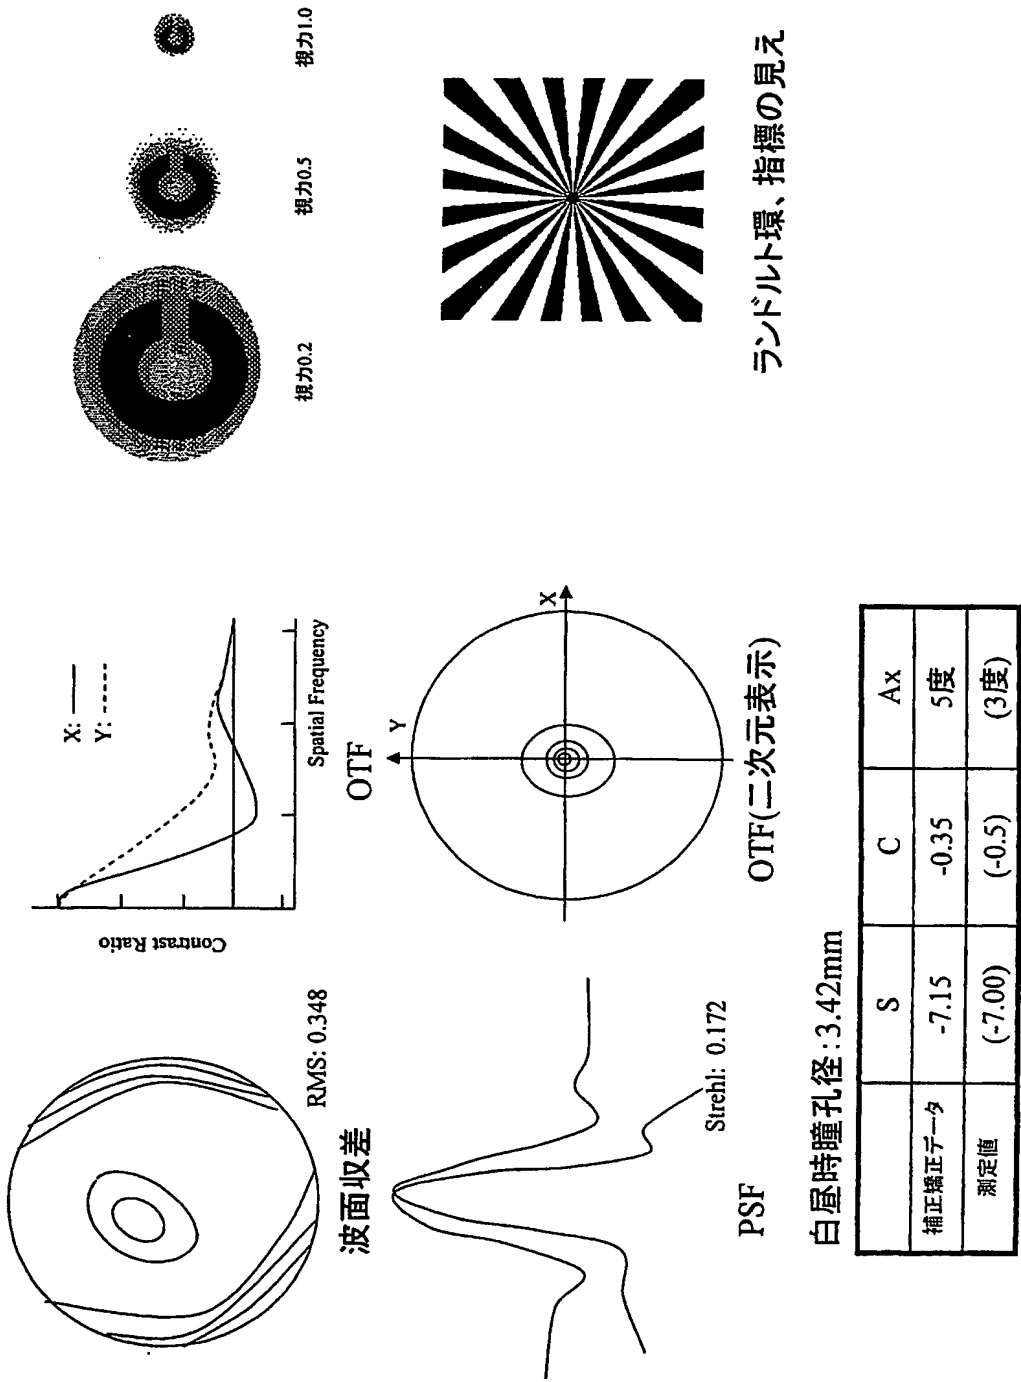 RMS: 0.348
波面収差
Contrast Ratio
X:
Y:
Spatial Frequency
OTF
視力0.2
視力0.5
視力1.0
Strehl: 0.172
PSF
Y
X
OTF(二次元表示)
ランドルト環、指標の見え
白昼時瞳孔径:3.42mm
S C Ax
補正矯正データ -7.15 -0.35 5度
測定値 (-7.00) (-0.5) (3度)